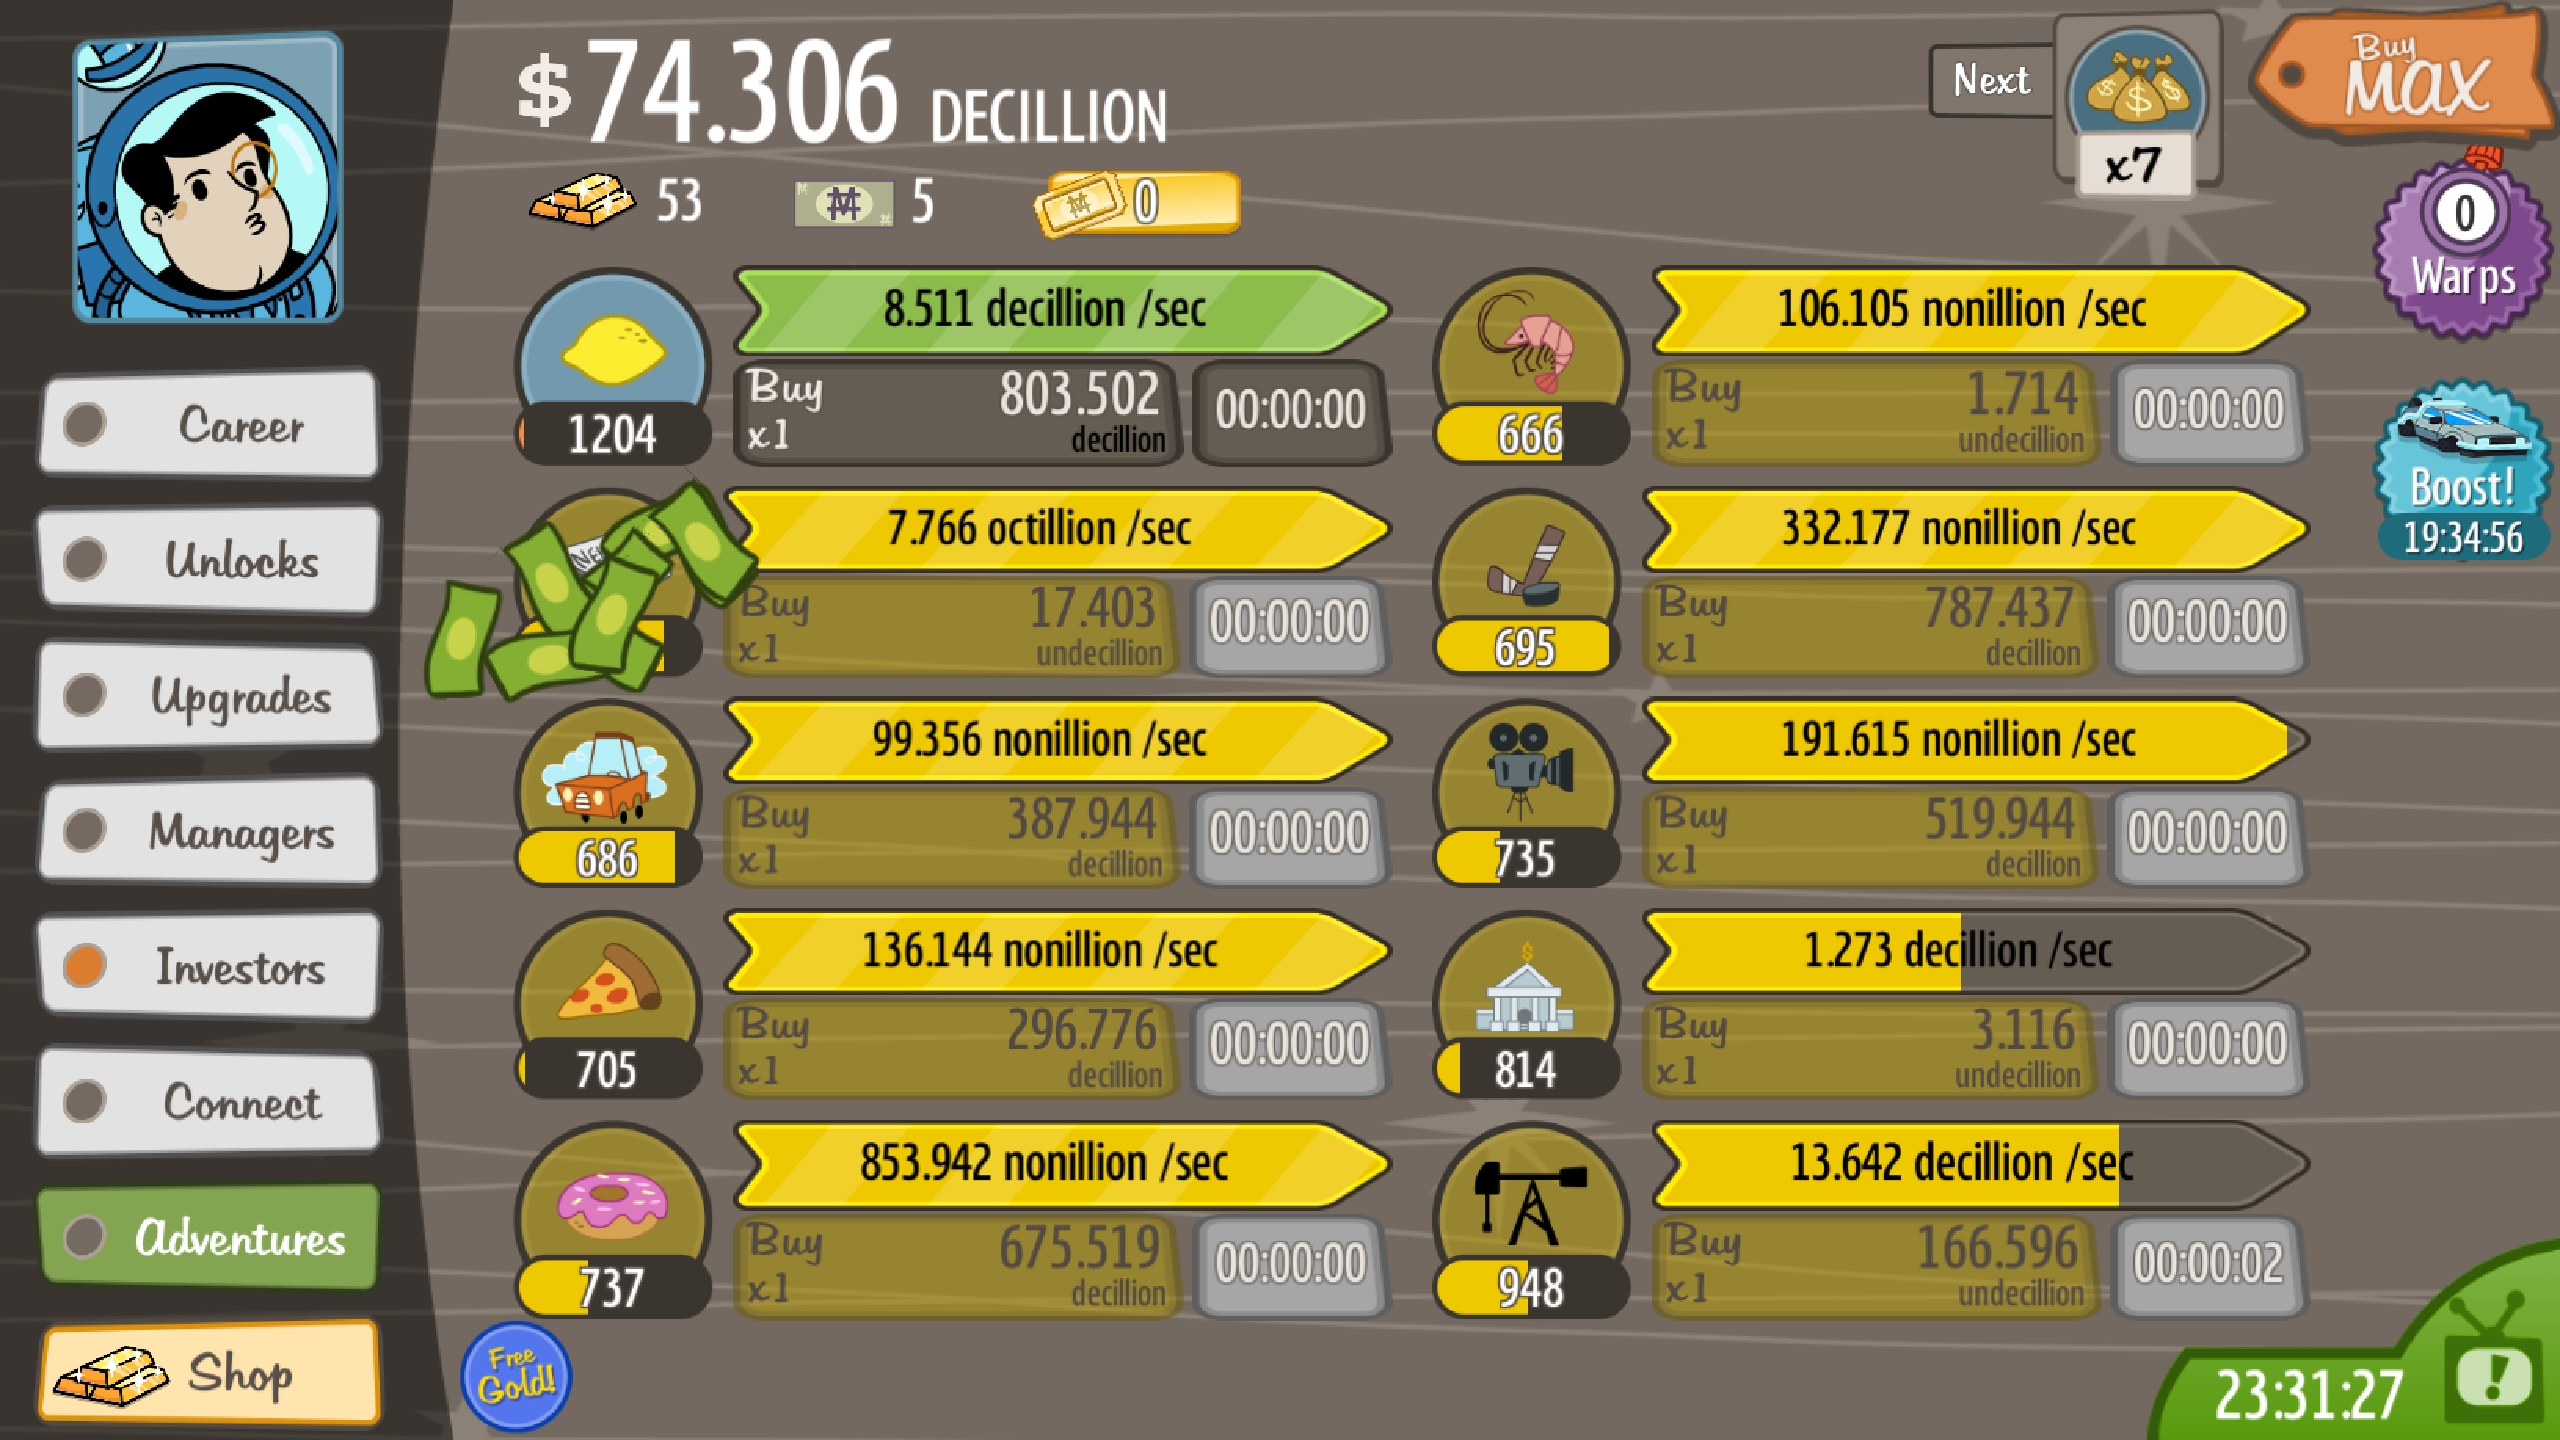 $74.306 DECILLION
Next
x7
Buy
MAX
53
5
0
0
Warps
Boost!
19:34:56
Career
Unlocks
Upgrades
Managers
Investors
Connect
Adventures
Shop
8.511 decillion /sec
1204
Buy x1
803.502
decillion
00:00:00
106.105 nonillion /sec
666
Buy x1
1.714
undecillion
00:00:00
7.766 octillion /sec
Buy x1
17.403
undecillion
00:00:00
332.177 nonillion /sec
695
Buy x1
787.437
decillion
00:00:00
99.356 nonillion /sec
686
Buy x1
387.944
decillion
00:00:00
191.615 nonillion /sec
735
Buy x1
519.944
decillion
00:00:00
136.144 nonillion /sec
705
Buy x1
296.776
decillion
00:00:00
1.273 decillion /sec
814
Buy x1
3.116
undecillion
00:00:00
853.942 nonillion /sec
737
Buy x1
675.519
decillion
00:00:00
13.642 decillion /sec
948
Buy x1
166.596
undecillion
00:00:02
Free
Gold!
23:31:27